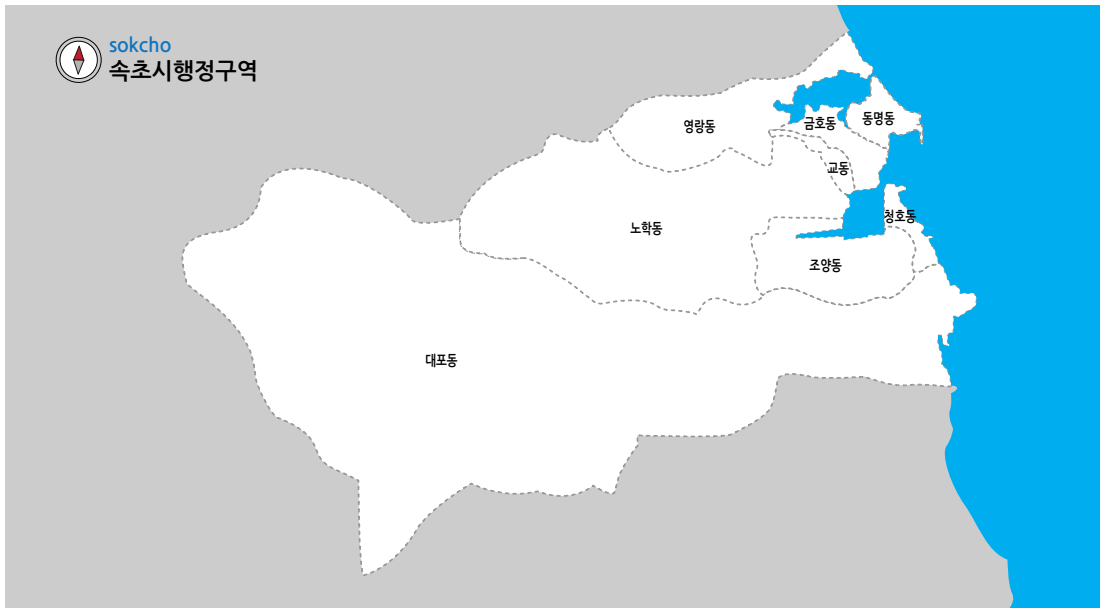 sokcho
속초시행정구역
영랑동
금호동
동명동
교동
청호동
노학동
조양동
대포동